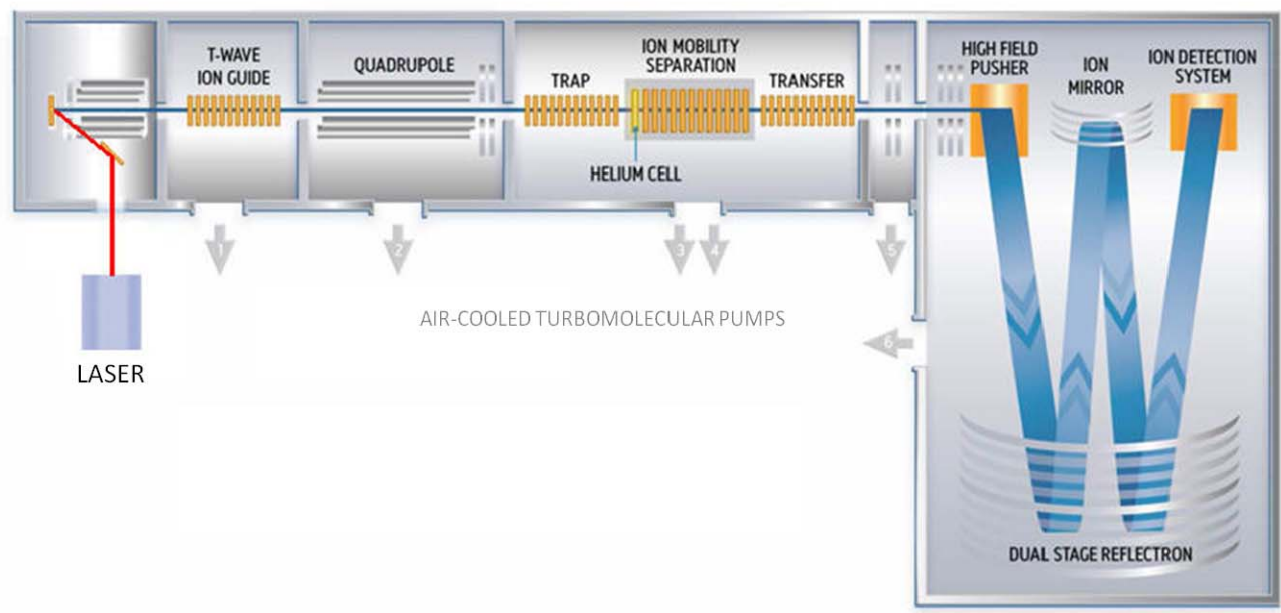 T-WAVE
ION GUIDE
QUADRUPOLE
TRAP
ION MOBILITY
SEPARATION
TRANSFER
HELIUM CELL
HIGH FIELD
PUSHER
ION
MIRROR
ION DETECTION
SYSTEM
1
2
3
4
5
6
AIR-COOLED TURBOMOLECULAR PUMPS
LASER
DUAL STAGE REFLECTRON